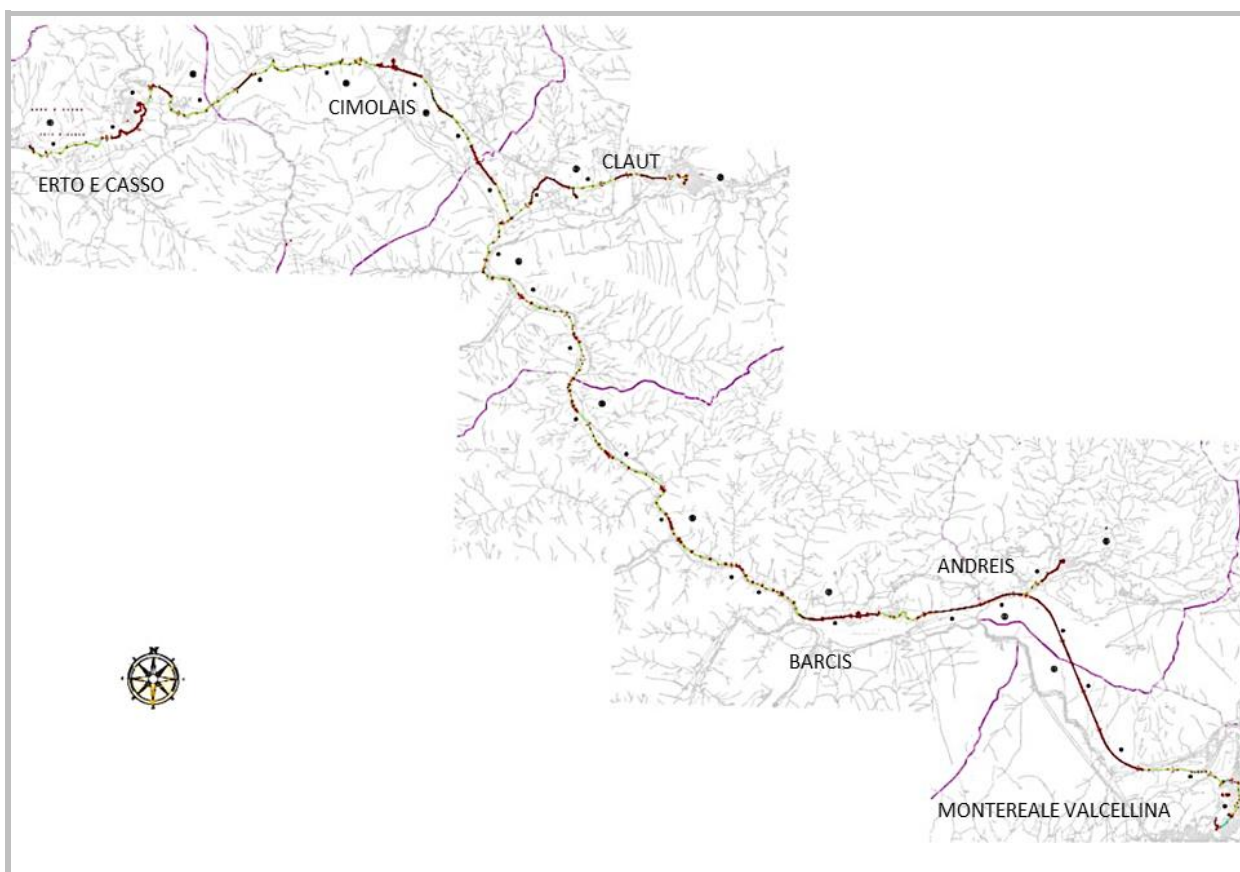 CIMOLAIS
CLAUT
ERTO E CASSO
ANDREIS
BARCIS
MONTEREALE VALCELLINA